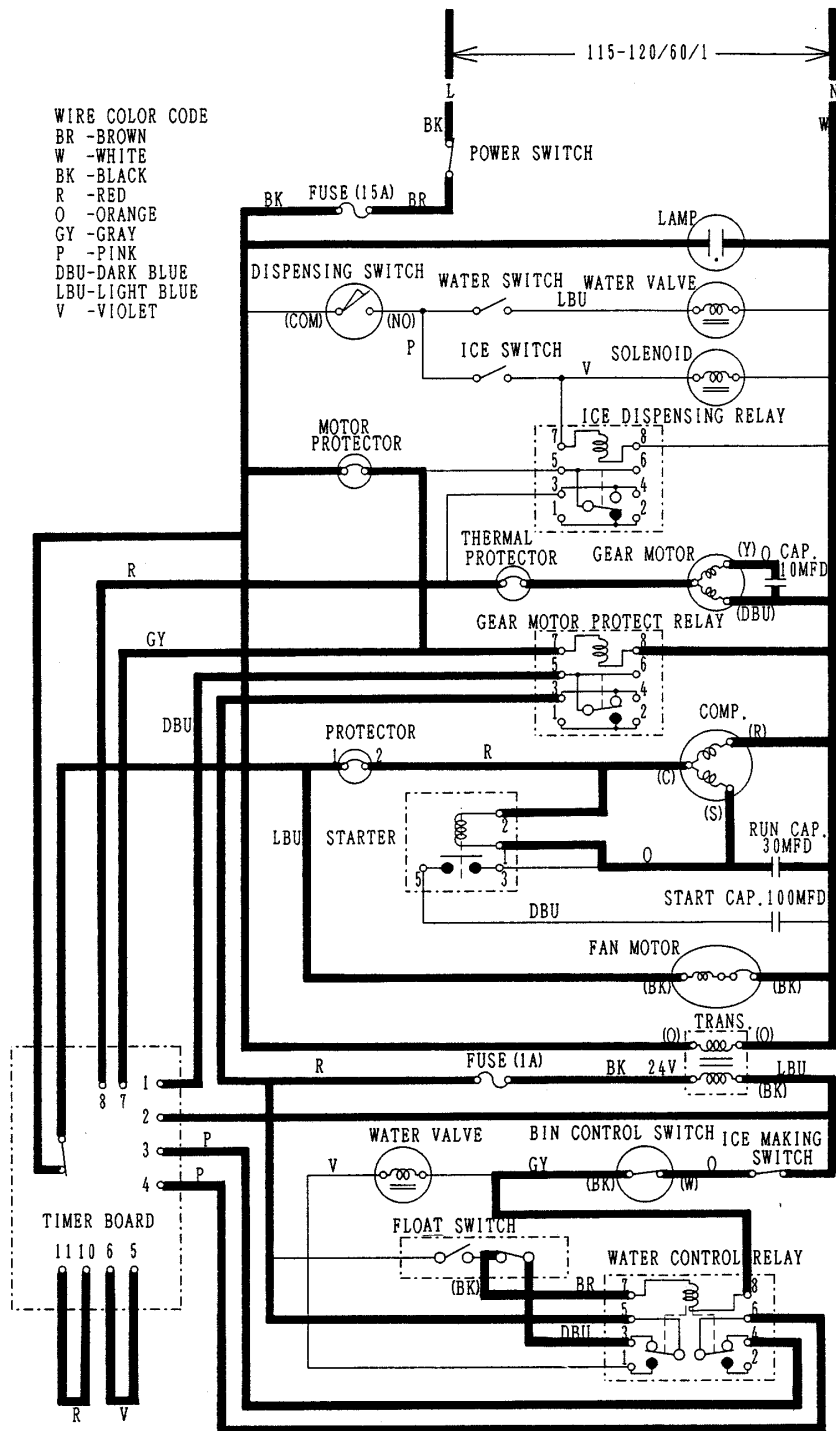 115-120/60/1
L
N
WIRE COLOR CODE
BR -BROWN
W -WHITE
BK -BLACK
R -RED
O -ORANGE
GY -GRAY
P -PINK
DBU-DARK BLUE
LBU-LIGHT BLUE
V -VIOLET
BK
W
POWER SWITCH
BK
FUSE (15A)
BR
LAMP
DISPENSING SWITCH
WATER SWITCH
WATER VALVE
LBU
(COM)
(NO)
P
ICE SWITCH
V
SOLENOID
ICE DISPENSING RELAY
MOTOR
PROTECTOR
7
8
5
6
3
4
1
2
THERMAL
PROTECTOR
GEAR MOTOR
(Y)
O
CAP.
10MFD
R
(DBU)
GEAR MOTOR PROTECT RELAY
GY
7
8
5
6
3
4
1
2
DBU
PROTECTOR
1
2
R
COMP.
(R)
(C)
(S)
LBU
STARTER
2
1
5
3
O
RUN CAP.
30MFD
DBU
START CAP.100MFD
FAN MOTOR
(BK)
(BK)
TRANS.
(O)
(O)
R
FUSE (1A)
BK
24V
LBU
(BK)
8
7
1
2
3
P
4
P
WATER VALVE
BIN CONTROL SWITCH
ICE MAKING
SWITCH
V
GY
(BK)
(W)
O
TIMER BOARD
11
10
6
5
FLOAT SWITCH
(BK)
WATER CONTROL RELAY
BR
7
8
5
6
DBU
3
4
1
2
R
V